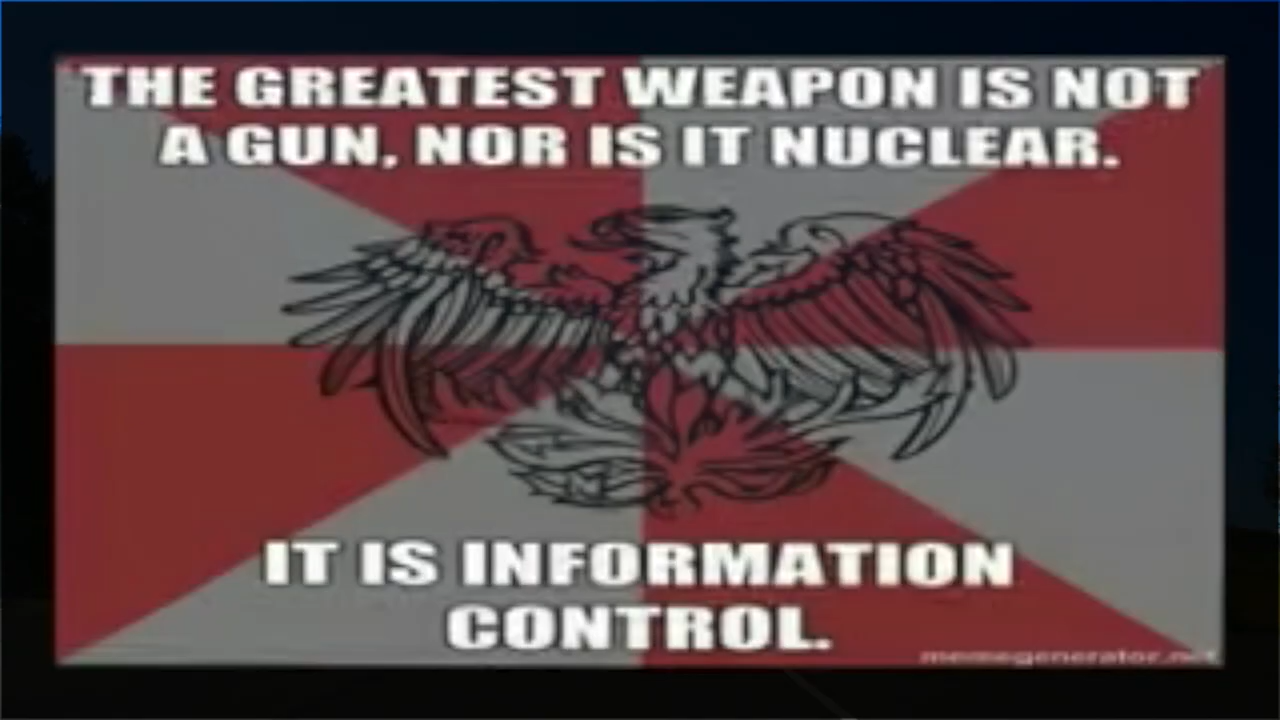 THE GREATEST WEAPON IS NOT
A GUN, NOR IS IT NUCLEAR.
IT IS INFORMATION
CONTROL.
memegenerator.net